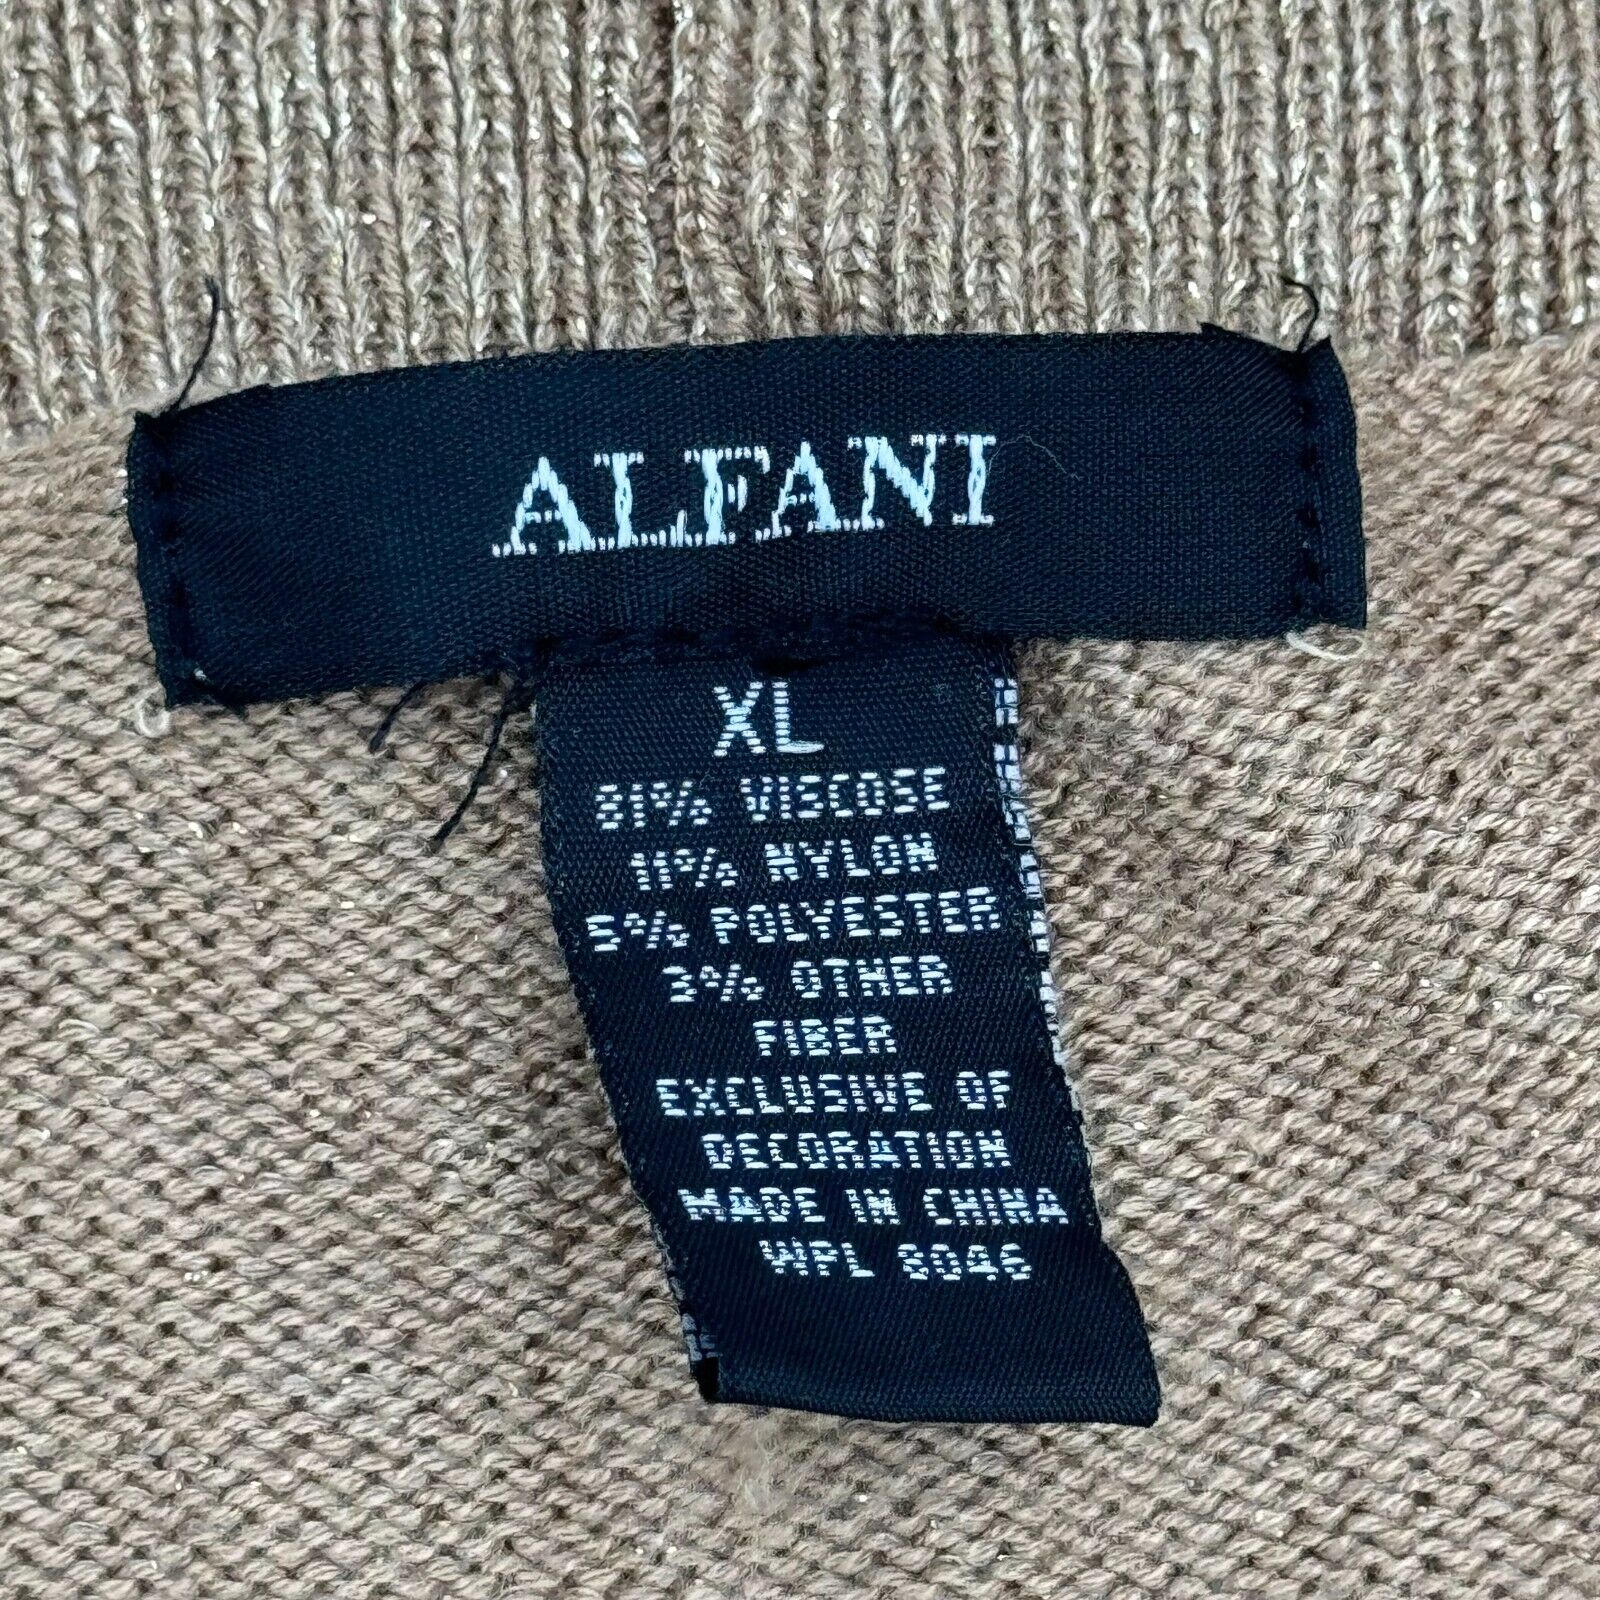 ALFANI
XL
81% VISCOSE
11% NYLON
5% POLYESTER
3% OTHER
FIBER
EXCLUSIVE OF
DECORATION
MADE IN CHINA
WPL 8046